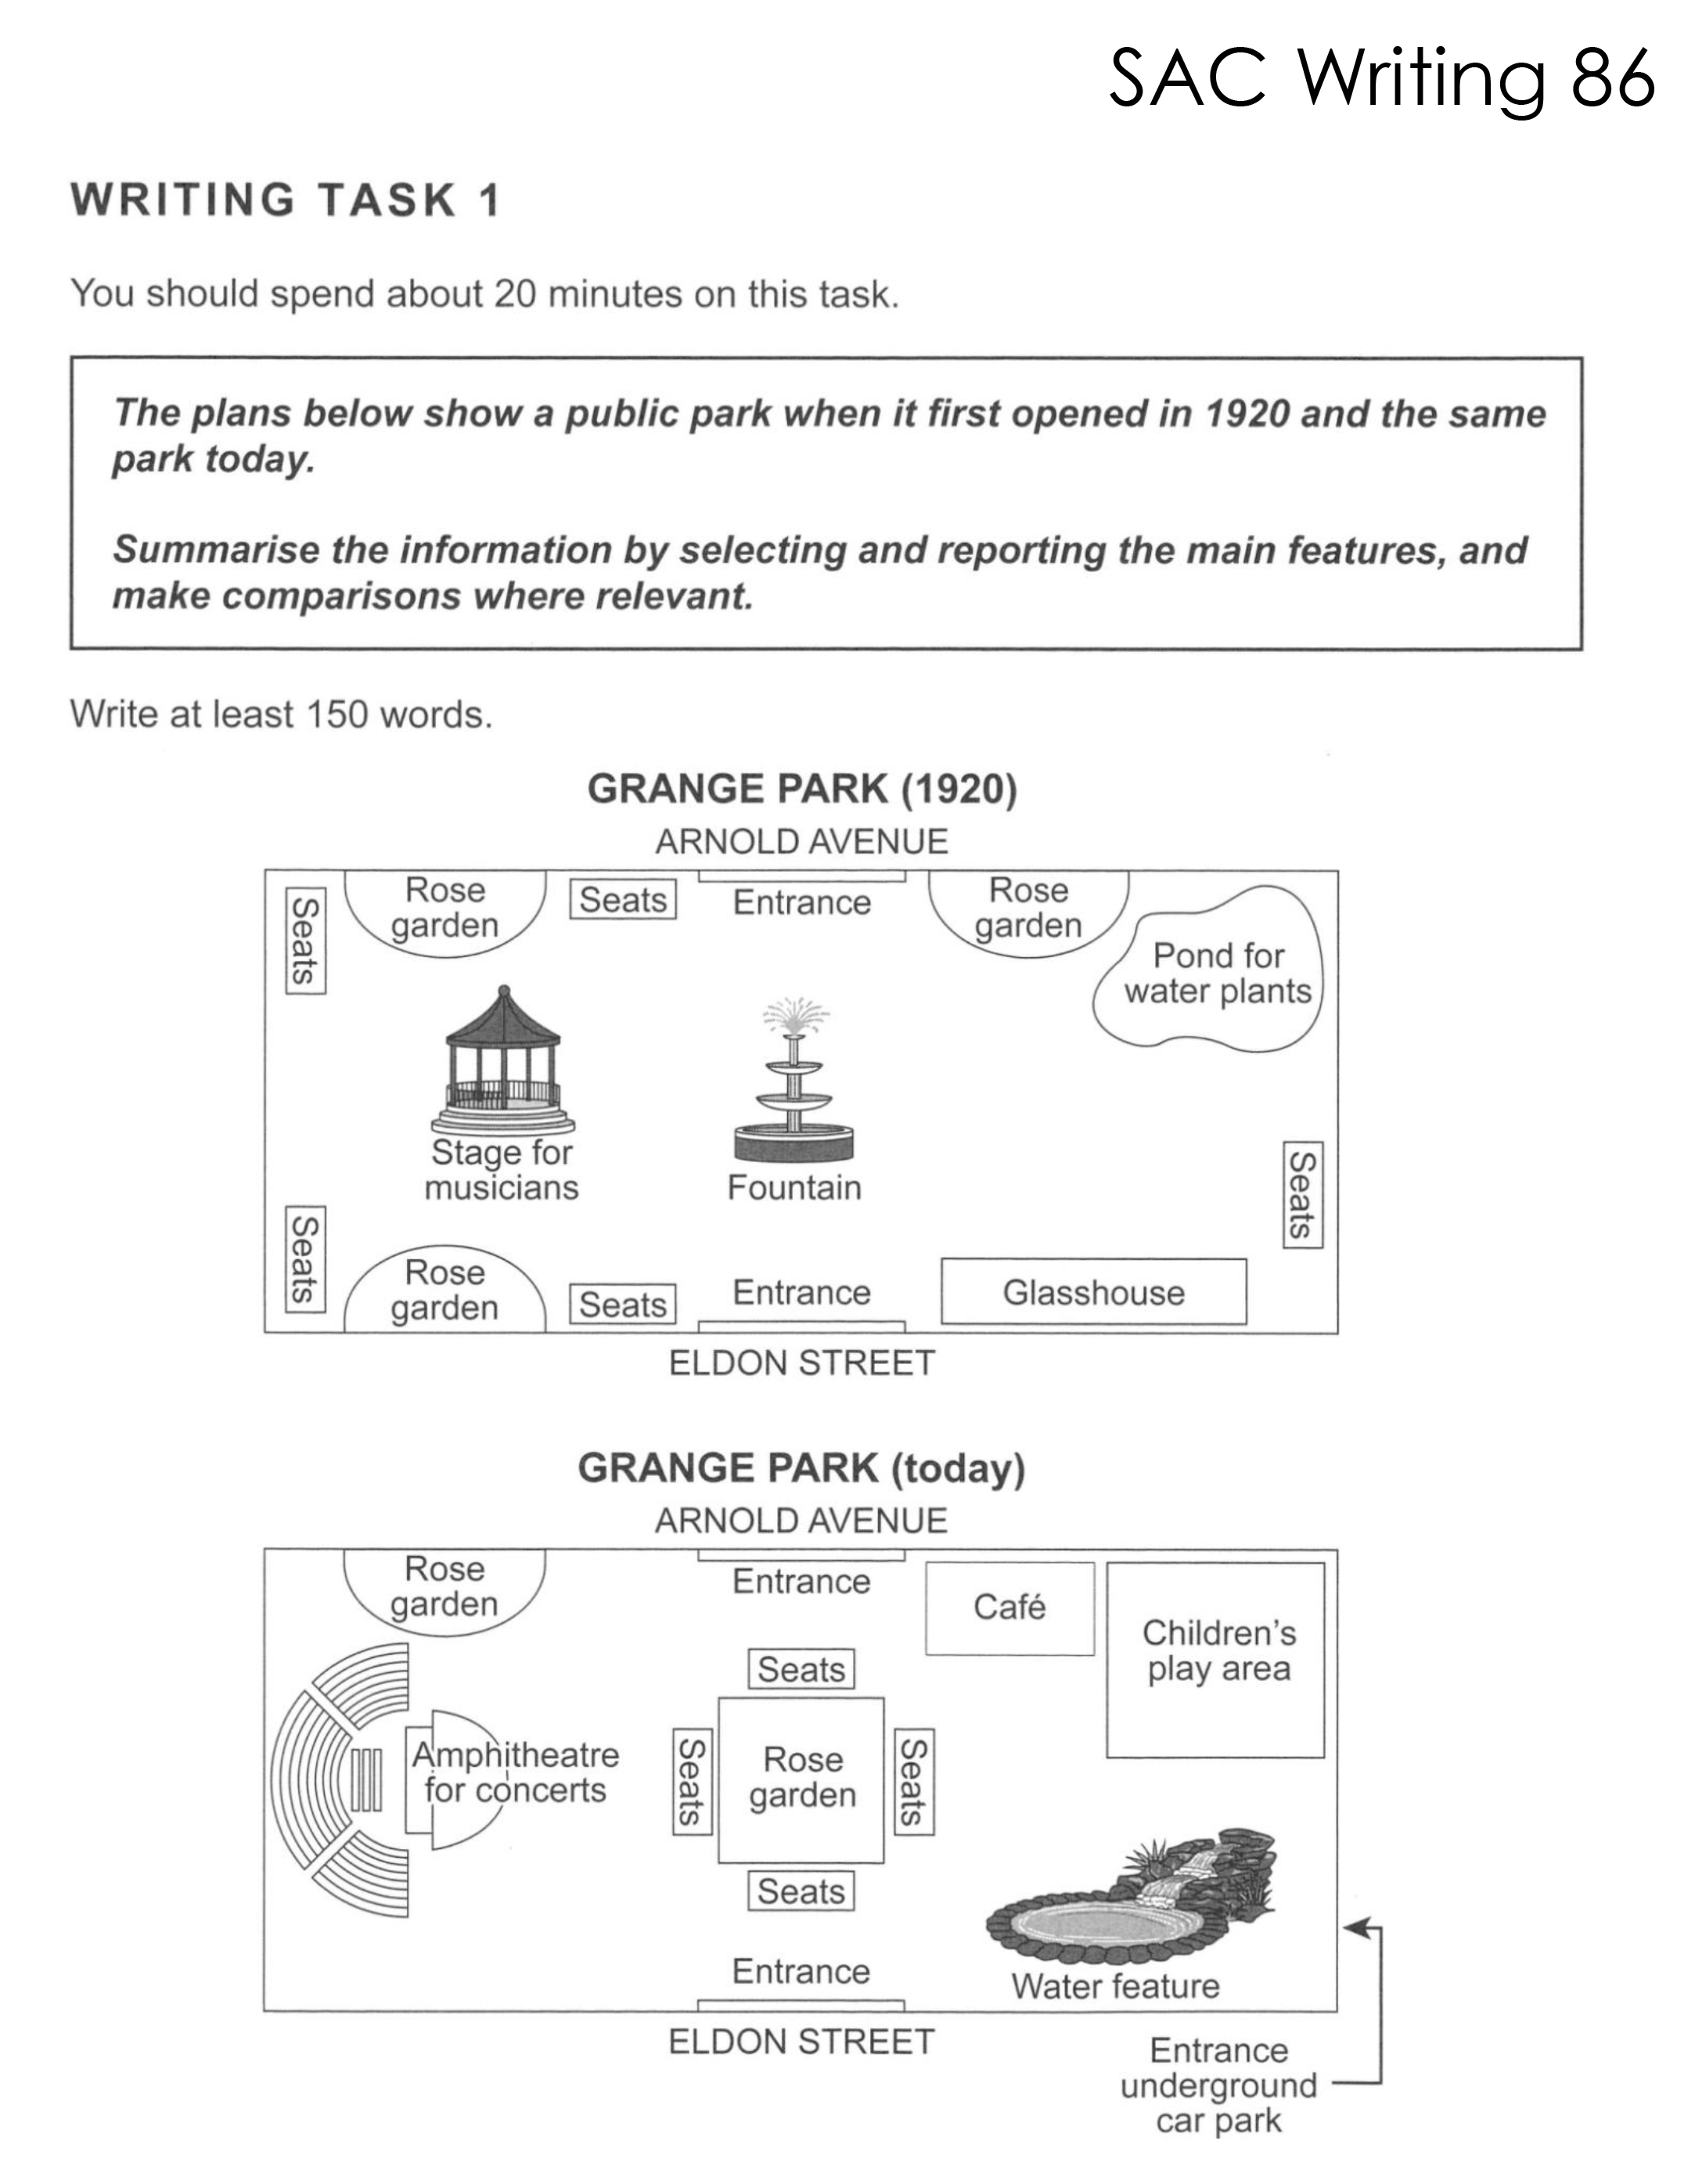 SAC Writing 86
WRITING TASK 1
You should spend about 20 minutes on this task.
The plans below show a public park when it first opened in 1920 and the same
park today.
Summarise the information by selecting and reporting the main features, and
make comparisons where relevant.
Write at least 150 words.
GRANGE PARK (1920)
ARNOLD AVENUE
Seats
Rose
garden
Seats
Entrance
Rose
garden
Pond for
water plants
Stage for
musicians
Fountain
Seats
Seats
Rose
garden
Seats
Entrance
Glasshouse
ELDON STREET
GRANGE PARK (today)
ARNOLD AVENUE
Rose
garden
Entrance
Café
Children's
play area
Seats
Amphitheatre
for concerts
Seats
Rose
garden
Seats
Seats
Entrance
Water feature
ELDON STREET
Entrance
underground
car park